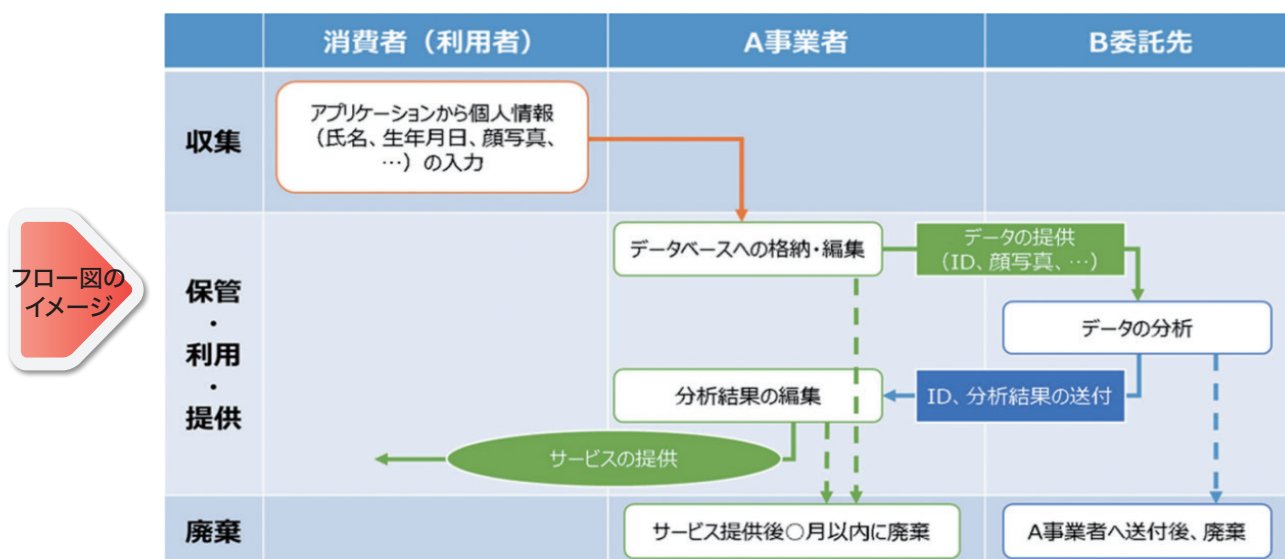 消費者（利用者）
A事業者
B委託先
収集
アプリケーションから個人情報
（氏名、生年月日、顔写真、
…）の入力
フロー図の
イメージ
保管
・
利用
・
提供
データベースへの格納・編集
データの提供
（ID、顔写真、…）
データの分析
分析結果の編集
ID、分析結果の送付
サービスの提供
廃棄
サービス提供後○月以内に廃棄
A事業者へ送付後、廃棄